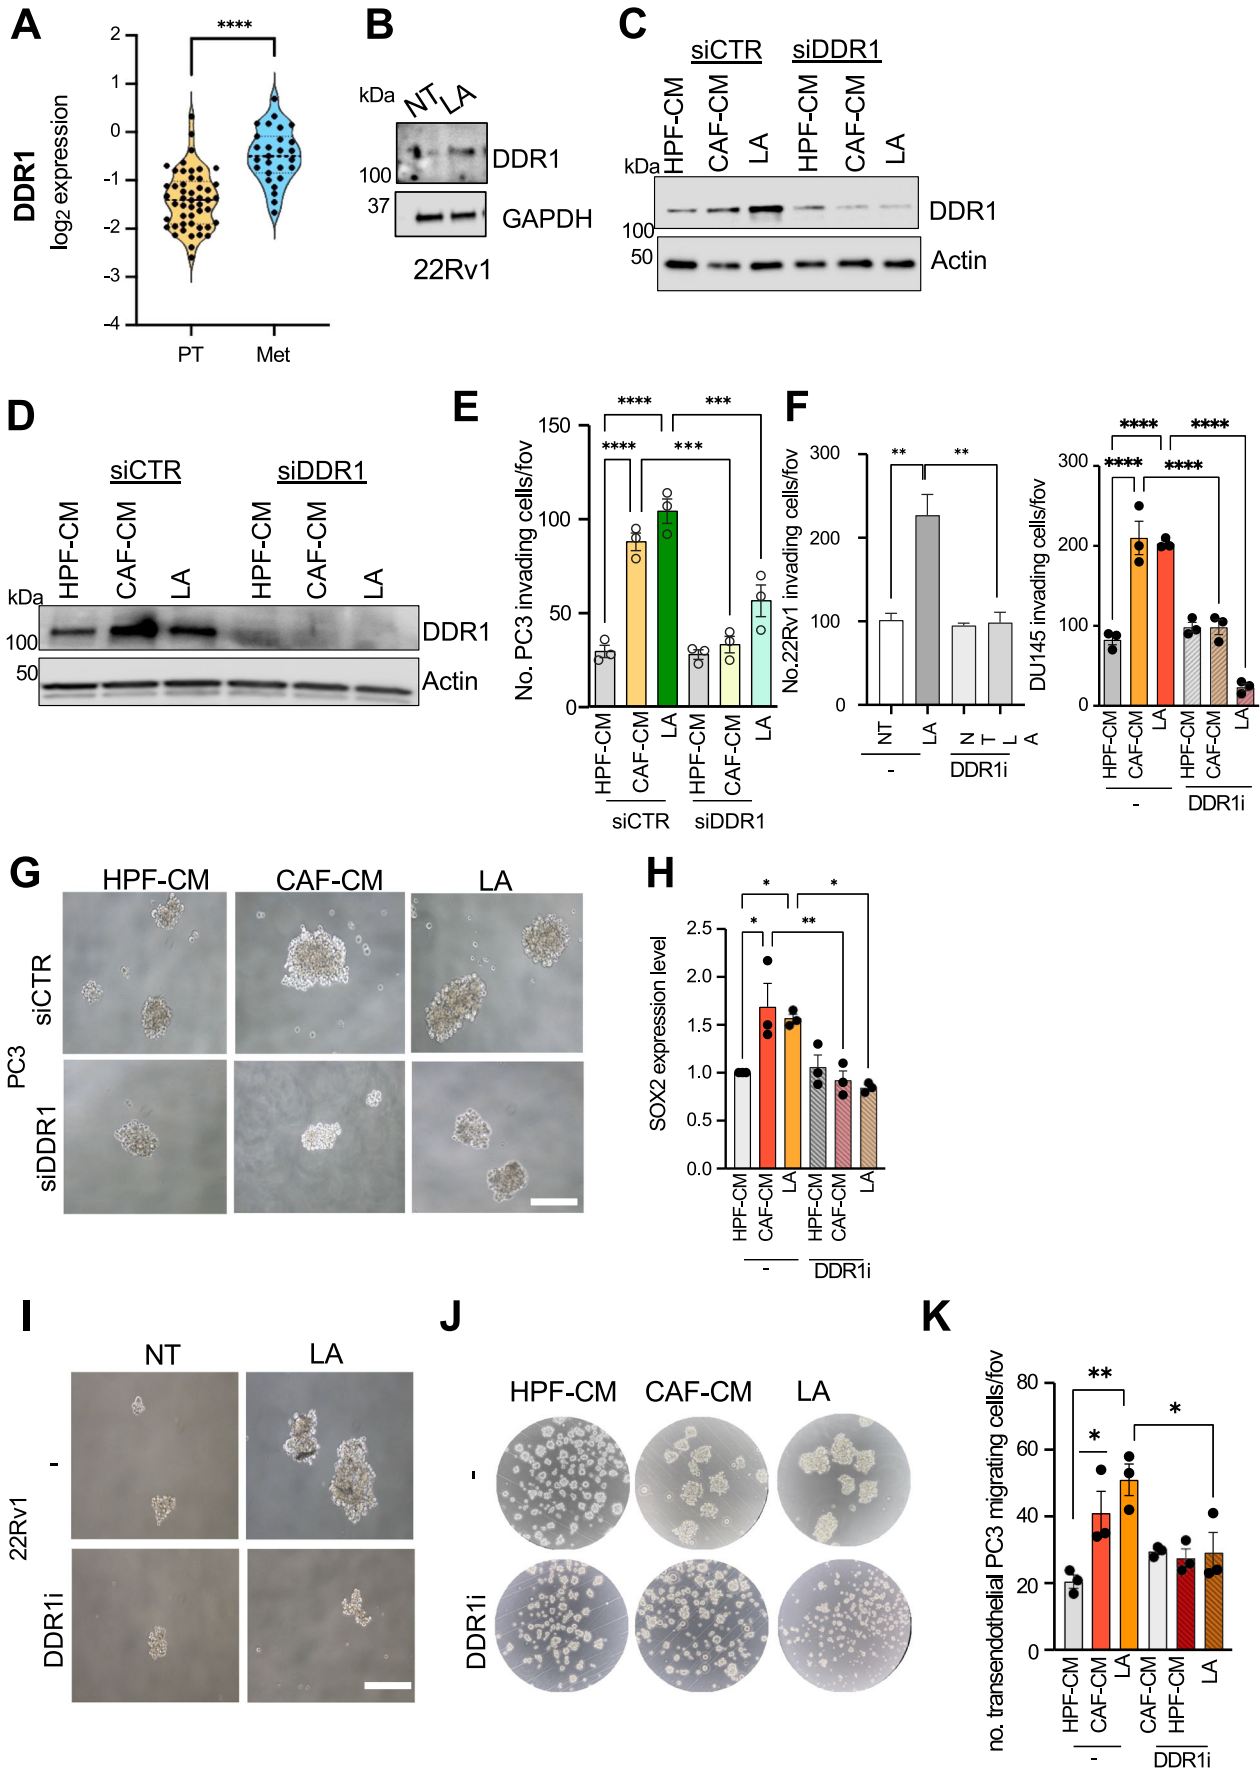 A
****
2
1
0
-1
-2
-3
-4
DDR1
log2 expression
PT
Met
B
kDa
NT
LA
DDR1
100
37
GAPDH
22Rv1
C
siCTR
siDDR1
HPF-CM
CAF-CM
LA
HPF-CM
CAF-CM
LA
kDa
DDR1
100
50
Actin
D
siCTR
siDDR1
HPF-CM
CAF-CM
LA
HPF-CM
CAF-CM
LA
kDa
DDR1
100
50
Actin
E
****
***
****
***
150
100
50
0
No. PC3 invading cells/fov
HPF-CM
CAF-CM
LA
HPF-CM
CAF-CM
LA
siCTR
siDDR1
F
**
**
300
200
100
0
No.22Rv1 invading cells/fov
NT
LA
N
T
L
A
-
DDR1i
****
****
****
****
300
200
100
0
DU145 invading cells/fov
HPF-CM
CAF-CM
LA
HPF-CM
CAF-CM
LA
-
DDR1i
G
HPF-CM
CAF-CM
LA
PC3
siCTR
siDDR1
H
*
*
*
**
2.5
2.0
1.5
1.0
0.5
0.0
SOX2 expression level
HPF-CM
CAF-CM
LA
HPF-CM
CAF-CM
LA
-
DDR1i
I
NT
LA
22Rv1
-
DDR1i
J
HPF-CM
CAF-CM
LA
-
DDR1i
K
**
*
*
80
60
40
20
0
no. transendothelial PC3 migrating cells/fov
HPF-CM
CAF-CM
LA
CAF-CM
HPF-CM
LA
-
DDR1i